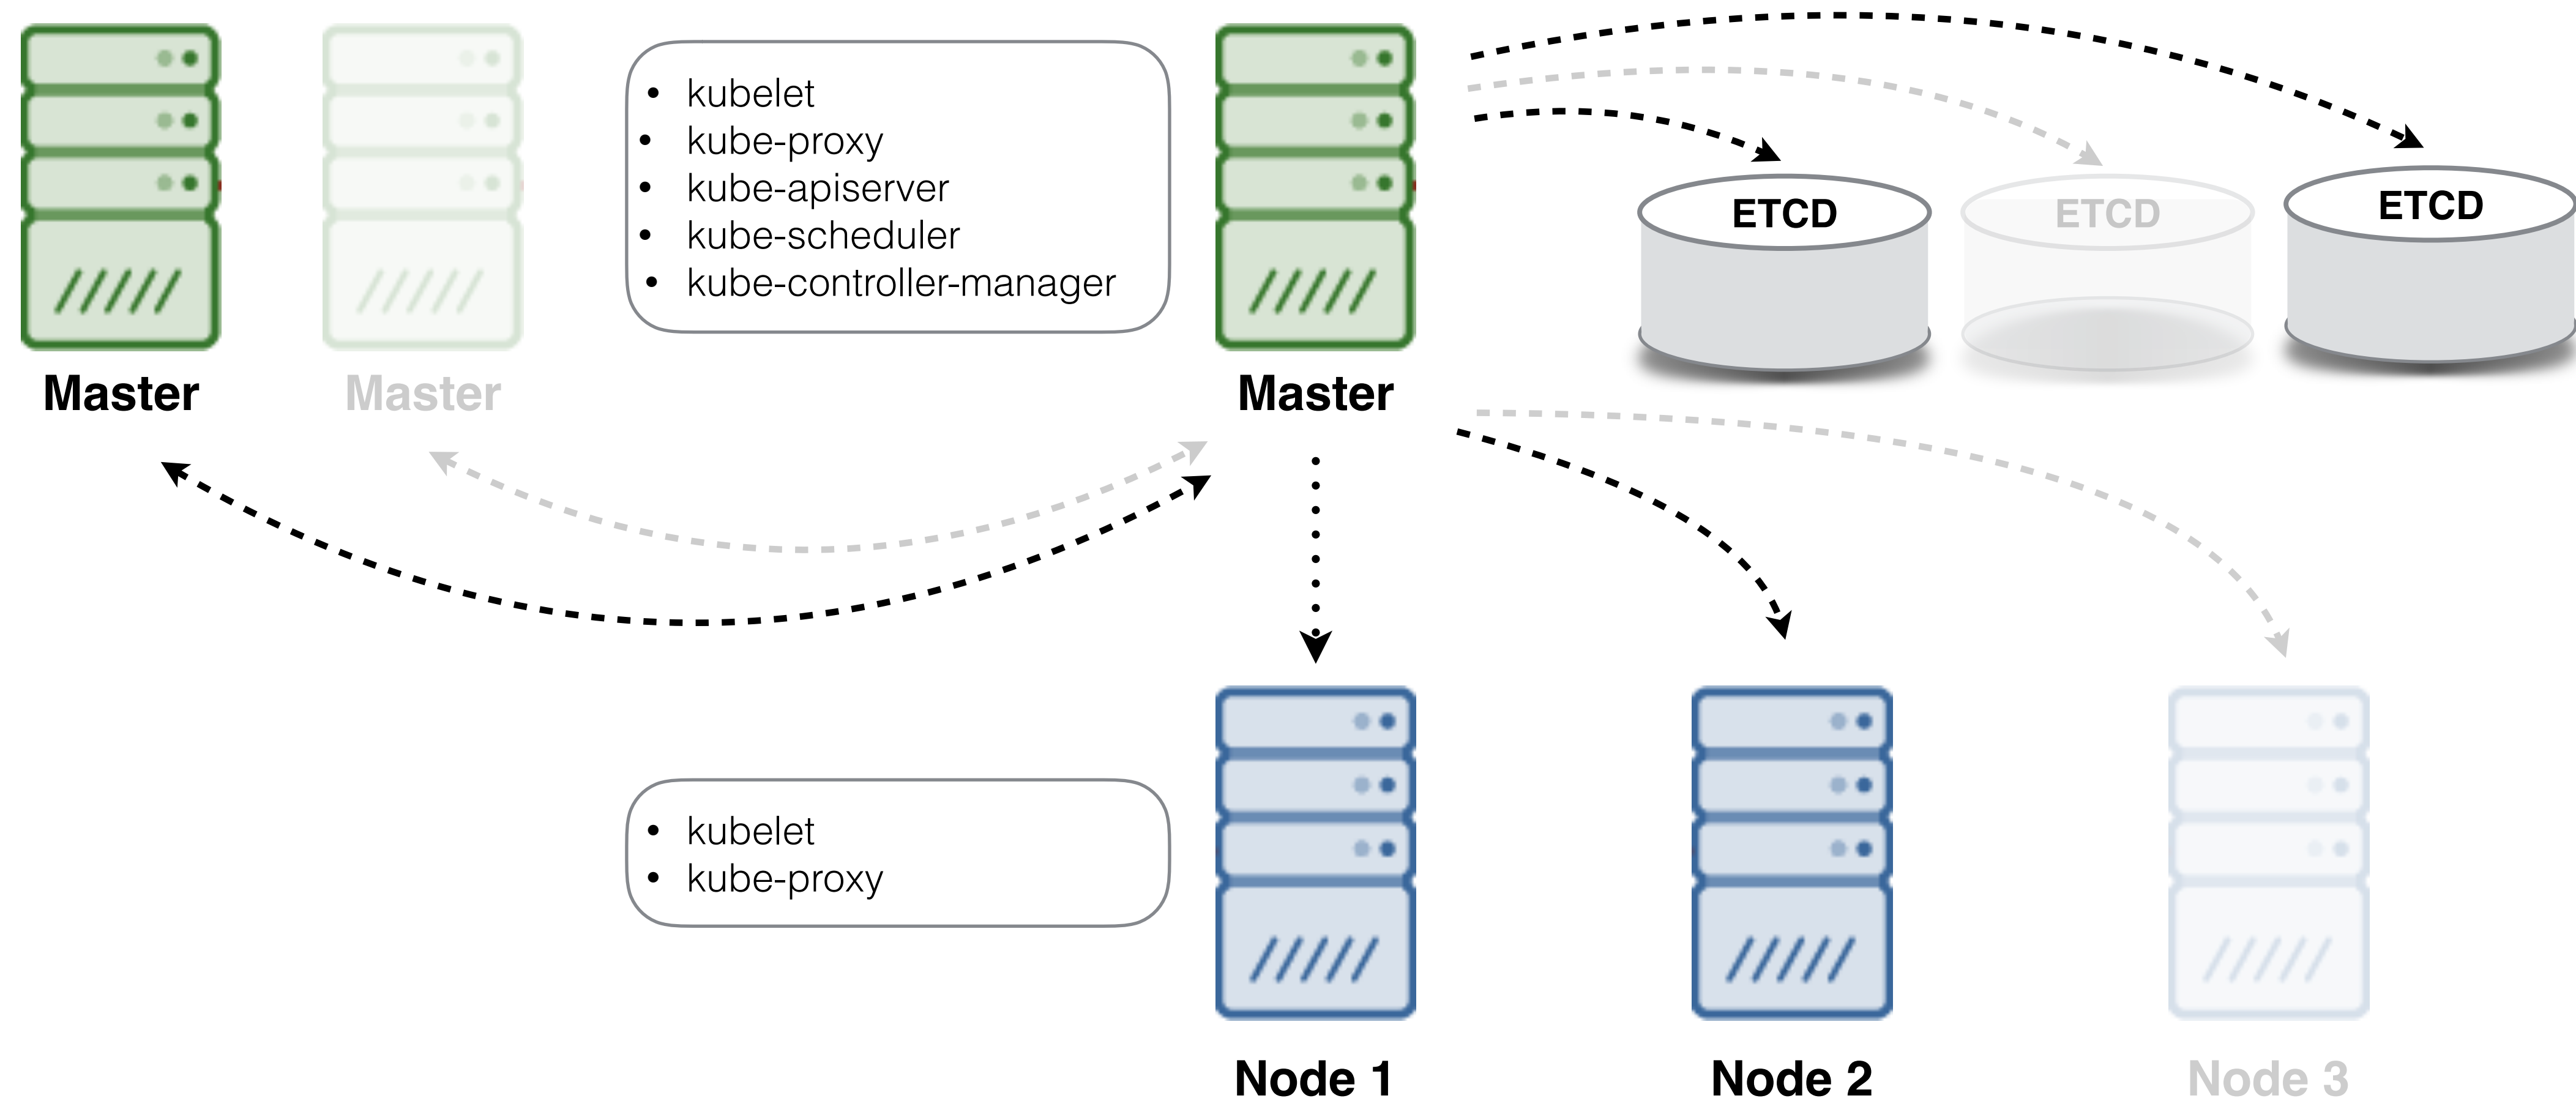 • kubelet
• kube-proxy
• kube-apiserver
• kube-scheduler
• kube-controller-manager
ETCD
ETCD
ETCD
Master
Master
Master
• kubelet
• kube-proxy
Node 1
Node 2
Node 3